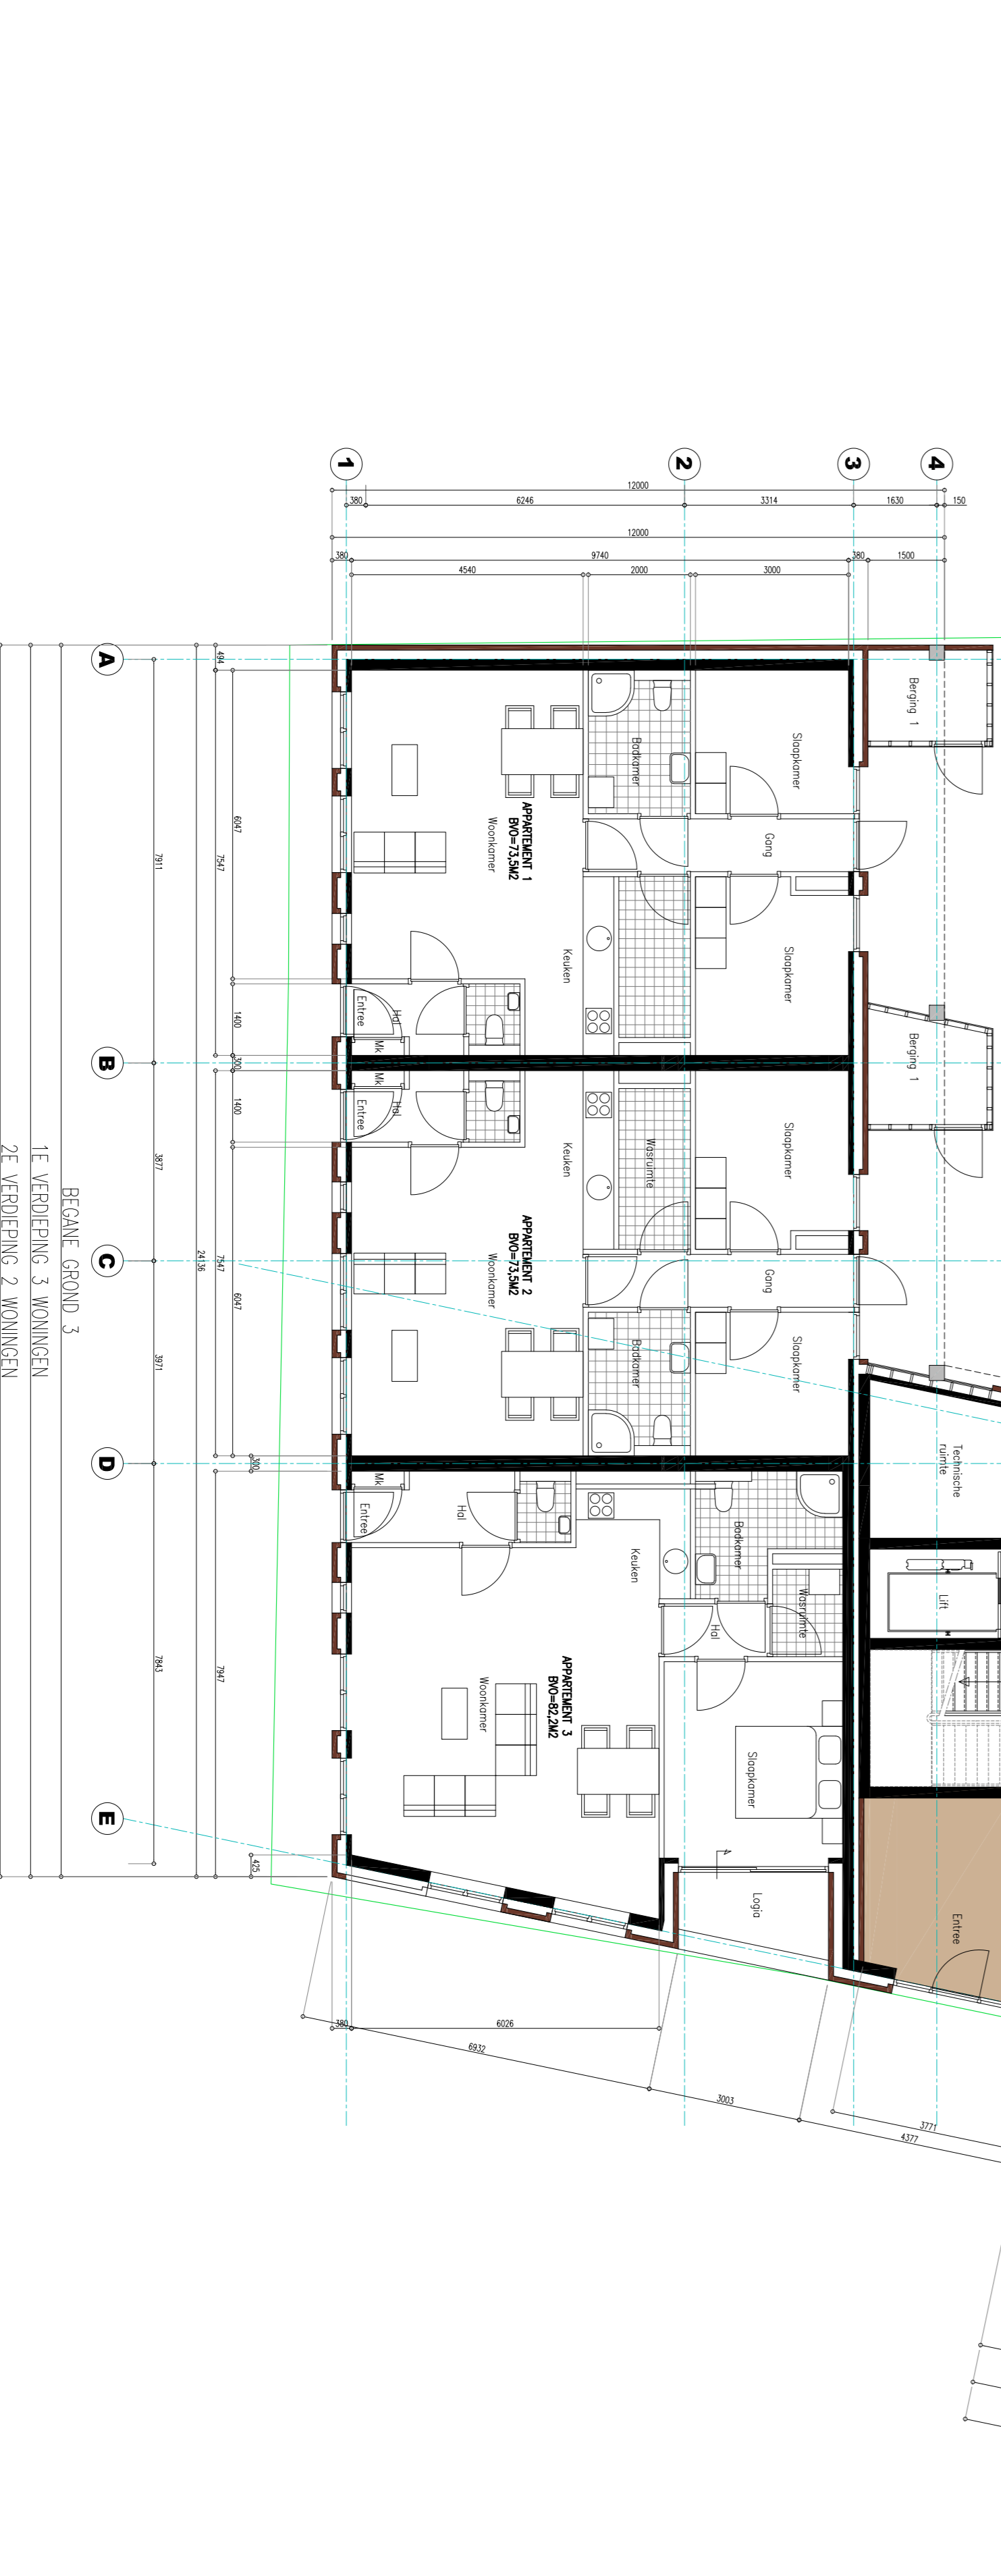 1
2
3
4
12000
380
6246
3314
1630
150
12000
380
9740
380
1500
4540
2000
3000
A
B
C
D
E
494
6047
7547
7911
1400
300
1400
3877
7547
6047
24136
3971
300
7843
7947
425
Berging 1
Slaapkamer
Badkamer
APPARTEMENT 1
BVO=73,5M2
Woonkamer
Gang
Slaapkamer
Keuken
Entree
Hal
Mk
Berging 1
Mk
Hal
Entree
Slaapkamer
Wasruimte
Keuken
APPARTEMENT 2
BVO=73,5M2
Woonkamer
Gang
Slaapkamer
Badkamer
Technische
ruimte
Mk
Entree
Hal
Badkamer
Keuken
Wasruimte
Hal
Lift
APPARTEMENT 3
BVO=82,2M2
Woonkamer
Slaapkamer
Logia
Entree
380
6026
6932
3003
3771
4377
BEGANE GROND 3
1E VERDIEPING 3 WONINGEN
2E VERDIEPING 2 WONINGEN